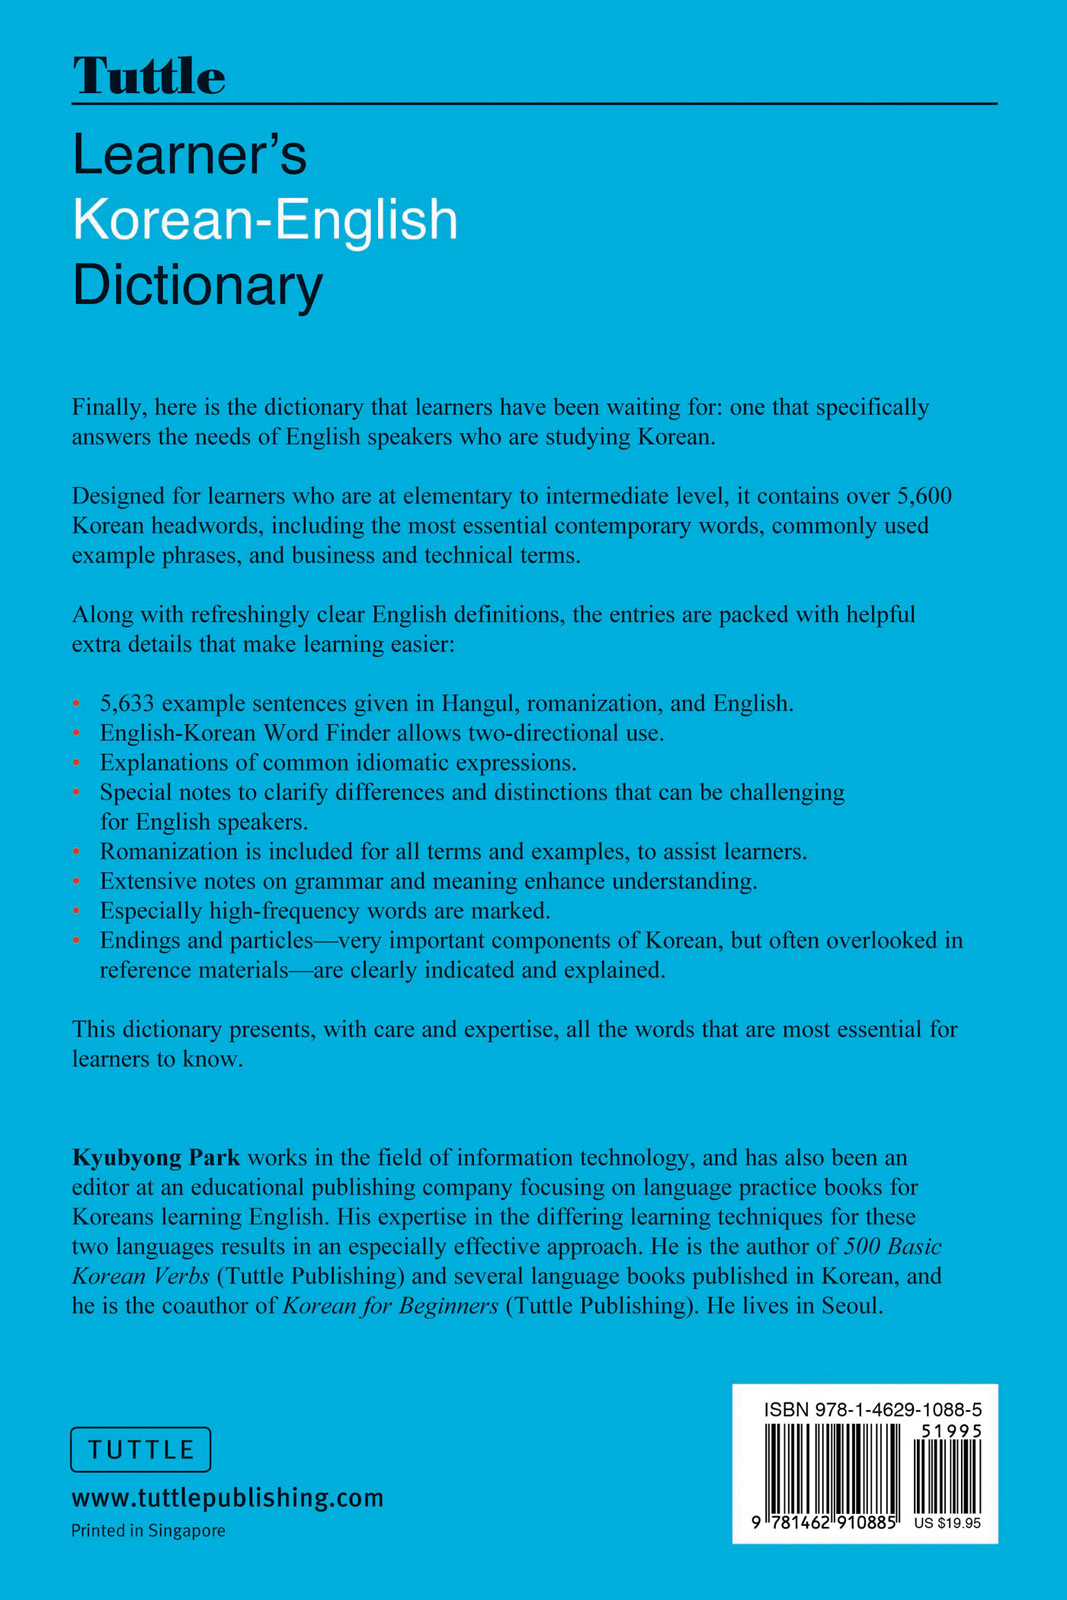 Tuttle
Learner’s
Korean-English
Dictionary
Finally, here is the dictionary that learners have been waiting for: one that specifically
answers the needs of English speakers who are studying Korean.
Designed for learners who are at elementary to intermediate level, it contains over 5,600
Korean headwords, including the most essential contemporary words, commonly used
example phrases, and business and technical terms.
Along with refreshingly clear English definitions, the entries are packed with helpful
extra details that make learning easier:
• 5,633 example sentences given in Hangul, romanization, and English.
• English-Korean Word Finder allows two-directional use.
• Explanations of common idiomatic expressions.
• Special notes to clarify differences and distinctions that can be challenging
for English speakers.
• Romanization is included for all terms and examples, to assist learners.
• Extensive notes on grammar and meaning enhance understanding.
• Especially high-frequency words are marked.
• Endings and particles—very important components of Korean, but often overlooked in
reference materials—are clearly indicated and explained.
This dictionary presents, with care and expertise, all the words that are most essential for
learners to know.
Kyubyong Park works in the field of information technology, and has also been an
editor at an educational publishing company focusing on language practice books for
Koreans learning English. His expertise in the differing learning techniques for these
two languages results in an especially effective approach. He is the author of 500 Basic
Korean Verbs (Tuttle Publishing) and several language books published in Korean, and
he is the coauthor of Korean for Beginners (Tuttle Publishing). He lives in Seoul.
TUTTLE
www.tuttlepublishing.com
Printed in Singapore
ISBN 978-1-4629-1088-5
51995
9 781462 910885
US $19.95